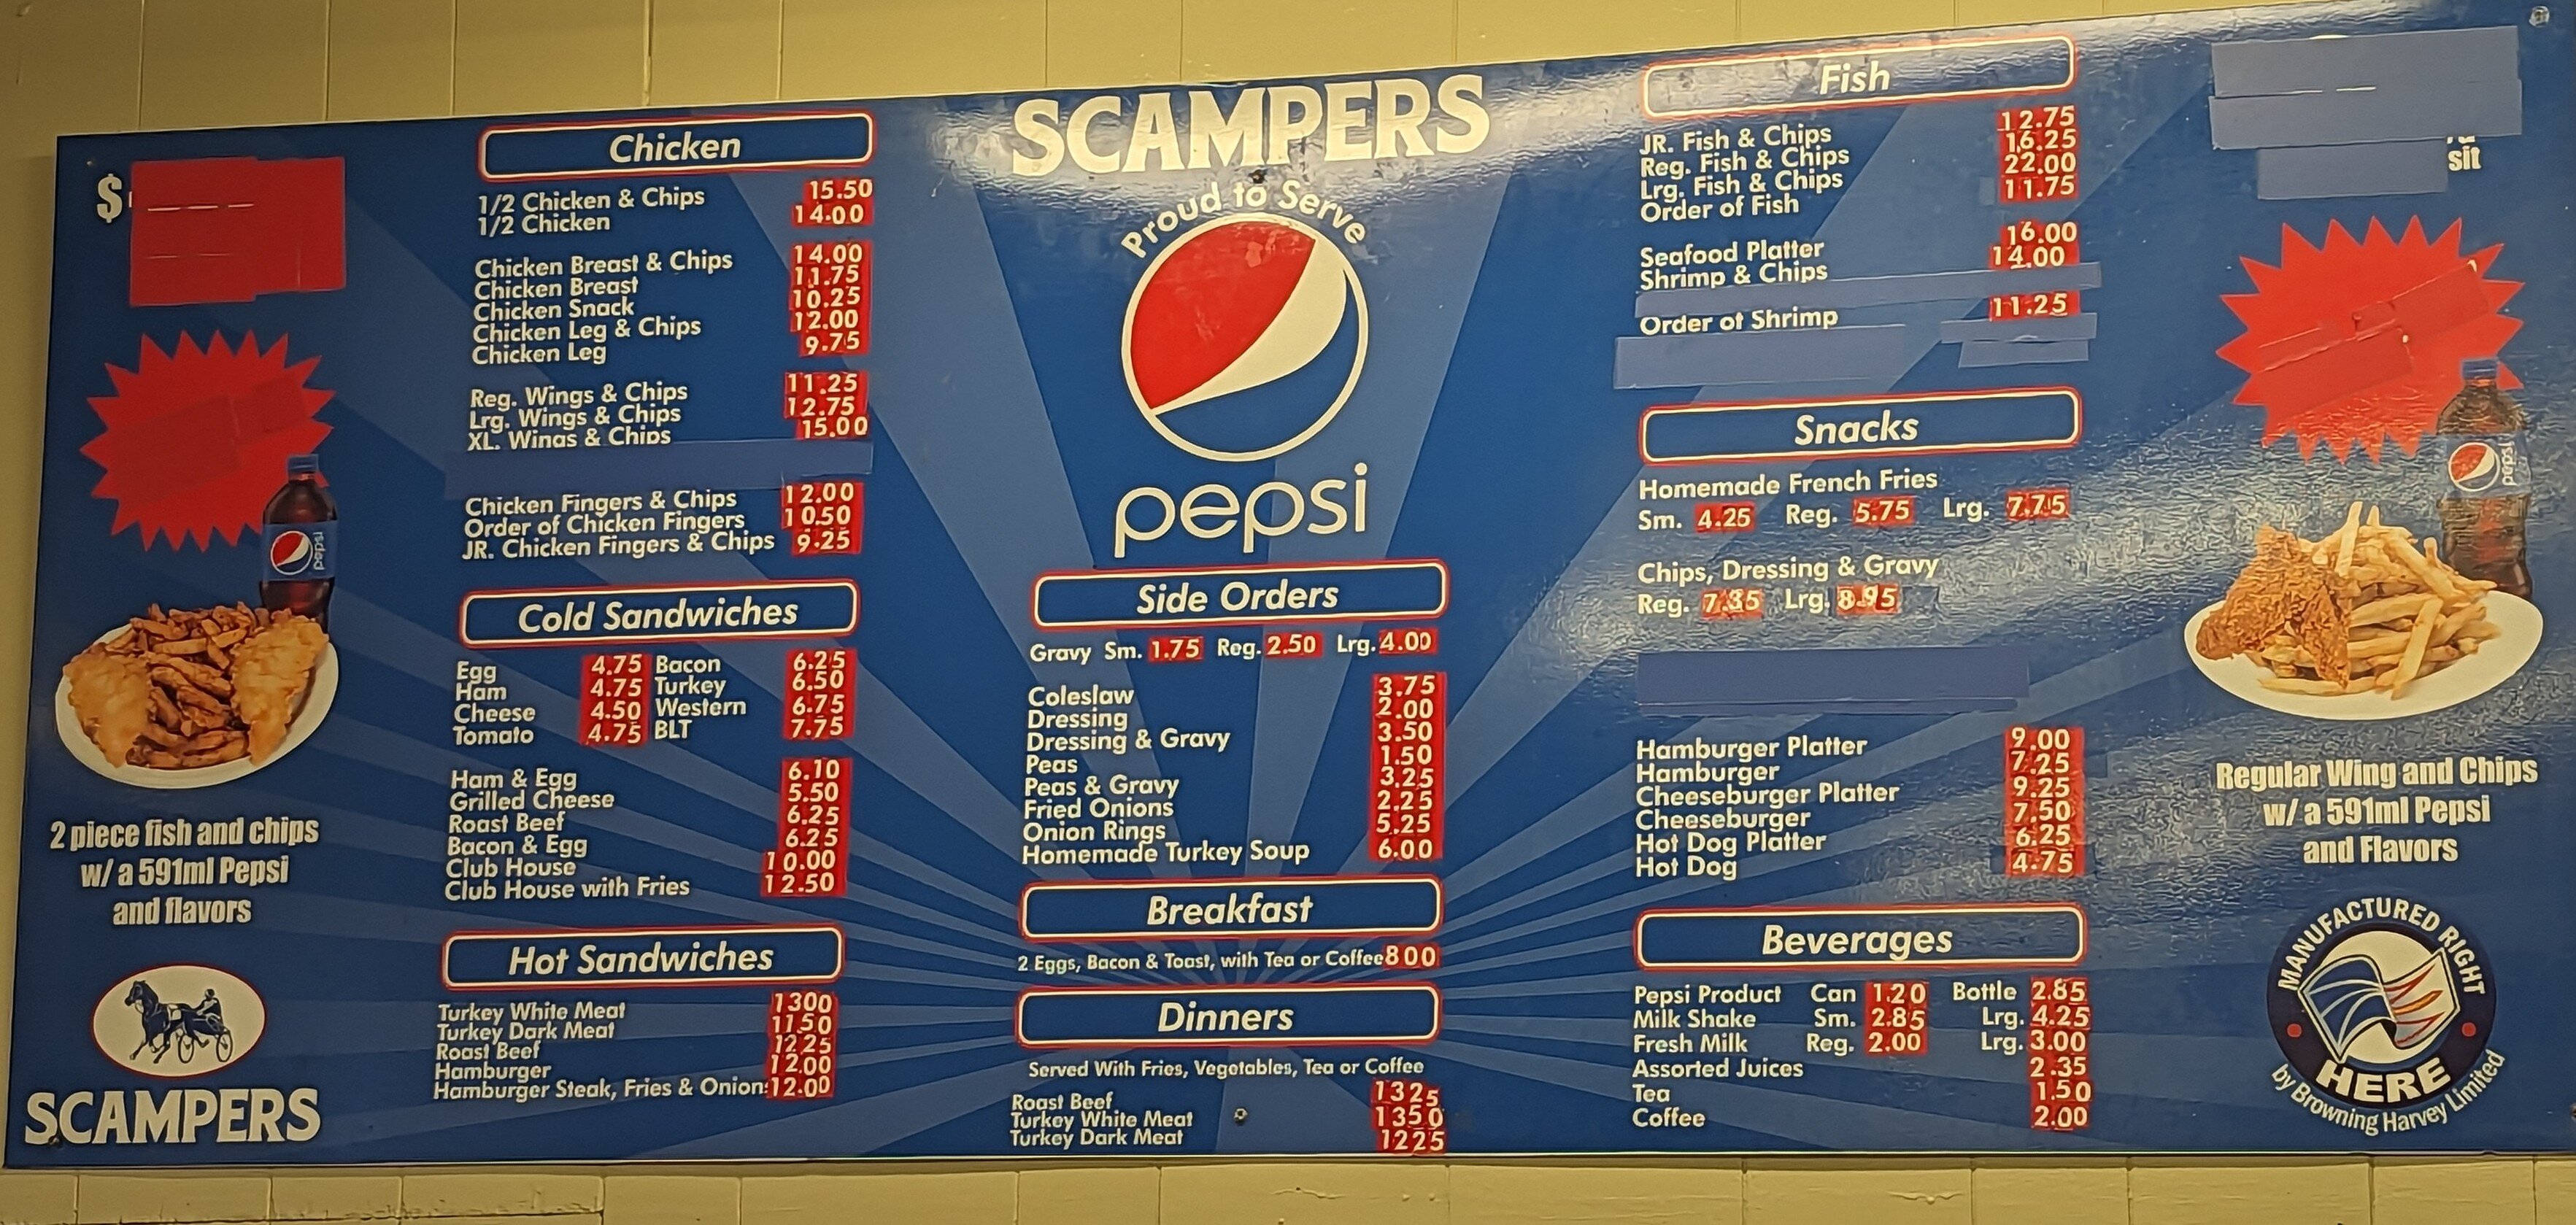 $
2 piece fish and chips
w/ a 591ml Pepsi
and flavors
SCAMPERS
Chicken
1/2 Chicken & Chips 15.50
1/2 Chicken 14.00
Chicken Breast & Chips 14.00
Chicken Breast 11.75
Chicken Snack 10.25
Chicken Leg & Chips 12.00
Chicken Leg 9.75
Reg. Wings & Chips 11.25
Lrg. Wings & Chips 12.75
XL. Wings & Chips 15.00
Chicken Fingers & Chips 12.00
Order of Chicken Fingers 10.50
JR. Chicken Fingers & Chips 9.25
Cold Sandwiches
Egg 4.75 Bacon 6.25
Ham 4.75 Turkey 6.50
Cheese 4.50 Western 6.75
Tomato 4.75 BLT 7.75
Ham & Egg 6.10
Grilled Cheese 5.50
Roast Beef 6.25
Bacon & Egg 6.25
Club House 10.00
Club House with Fries 12.50
Hot Sandwiches
Turkey White Meat 1300
Turkey Dark Meat 11.50
Roast Beef 12.25
Hamburger 12.00
Hamburger Steak, Fries & Onions 12.00
SCAMPERS
Proud to Serve
pepsi
Side Orders
Gravy Sm. 1.75 Reg. 2.50 Lrg. 4.00
Coleslaw 3.75
Dressing 2.00
Dressing & Gravy 3.50
Peas 1.50
Peas & Gravy 3.25
Fried Onions 2.25
Onion Rings 5.25
Homemade Turkey Soup 6.00
Breakfast
2 Eggs, Bacon & Toast, with Tea or Coffee 800
Dinners
Served With Fries, Vegetables, Tea or Coffee
Roast Beef 1325
Turkey White Meat 1350
Turkey Dark Meat 1225
Fish
JR. Fish & Chips 12.75
Reg. Fish & Chips 16.25
Lrg. Fish & Chips 22.00
Order of Fish 11.75
Seafood Platter 16.00
Shrimp & Chips 14.00
Order of Shrimp 11.25
Snacks
Homemade French Fries
Sm. 4.25 Reg. 5.75 Lrg. 7.75
Chips, Dressing & Gravy
Reg. 7.35 Lrg. 8.95
Hamburger Platter 9.00
Hamburger 7.25
Cheeseburger Platter 9.25
Cheeseburger 7.50
Hot Dog Platter 6.25
Hot Dog 4.75
Beverages
Pepsi Product Can 1.20 Bottle 2.85
Milk Shake Sm. 2.85 Lrg. 4.25
Fresh Milk Reg. 2.00 Lrg. 3.00
Assorted Juices 2.35
Tea 1.50
Coffee 2.00
sit
pepsi
pepsi
Regular Wing and Chips
w/ a 591ml Pepsi
and Flavors
MANUFACTURED RIGHT
HERE
by Browning Harvey Limited